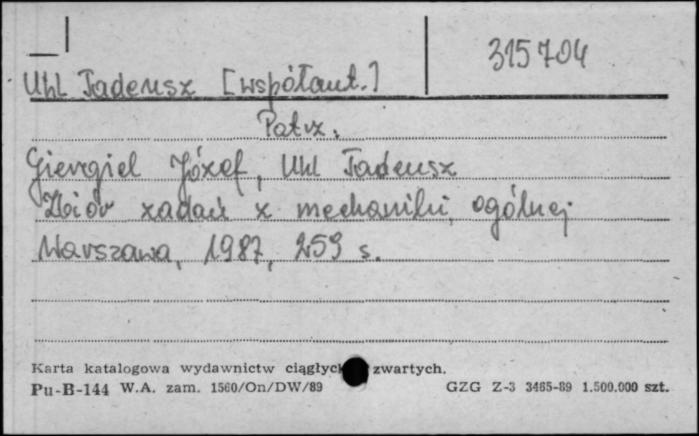 315704
Uhl Tadeusz [współaut.]
Patrz.
Giergiel Józef, Uhl Tadeusz
Zbiór zadań z mechaniki ogólnej
Warszawa, 1987, 259 s.
Karta katalogowa wydawnictw ciągłych zwartych.
Pu-B-144 W.A. zam. 1560/On/DW/89 GZG Z-3 3465-89 1.500.000 szt.